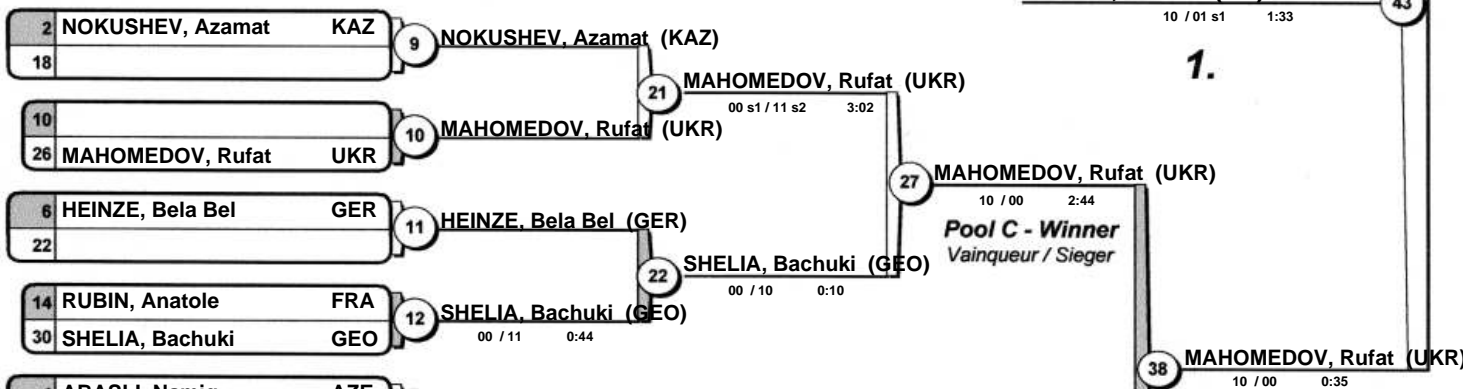 10 / 01 s1 1:33
43
1.
2 NOKUSHEV, Azamat KAZ
18
9
NOKUSHEV, Azamat (KAZ)
21
MAHOMEDOV, Rufat (UKR)
00 s1 / 11 s2 3:02
10
26 MAHOMEDOV, Rufat UKR
10
MAHOMEDOV, Rufat (UKR)
27
MAHOMEDOV, Rufat (UKR)
10 / 00 2:44
Pool C - Winner
Vainqueur / Sieger
6 HEINZE, Bela Bel GER
22
11
HEINZE, Bela Bel (GER)
22
SHELIA, Bachuki (GEO)
00 / 10 0:10
14 RUBIN, Anatole FRA
30 SHELIA, Bachuki GEO
12
SHELIA, Bachuki (GEO)
00 / 11 0:44
38
MAHOMEDOV, Rufat (UKR)
10 / 00 0:35